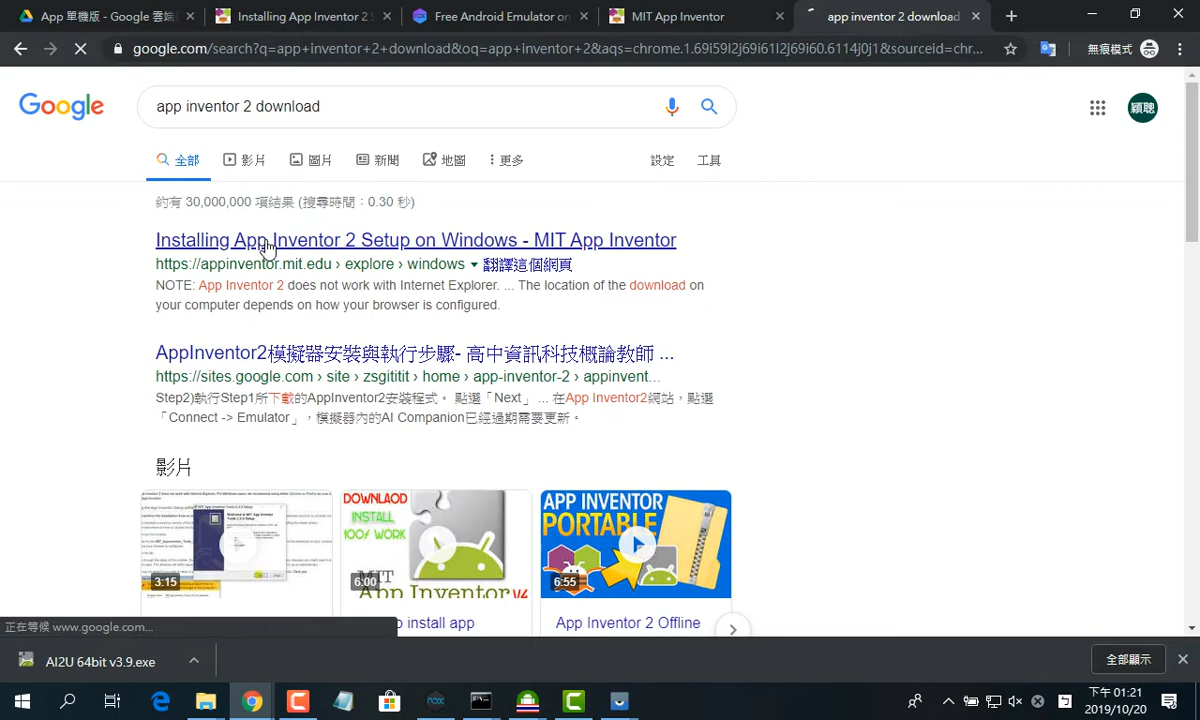 App 單機版 - Google 雲端
Installing App Inventor 2 S
Free Android Emulator on
MIT App Inventor
app inventor 2 download
google.com/search?q=app+inventor+2+download&oq=app+inventor+2&aqs=chrome.1.69i59l2j69i61l2j69i60.6114j0j1&sourceid=chr...
無痕模式
Google
app inventor 2 download
穎聰
全部
影片
圖片
新聞
地圖
更多
設定
工具
約有 30,000,000 項結果 (搜尋時間：0.30 秒)
Installing App Inventor 2 Setup on Windows - MIT App Inventor
https://appinventor.mit.edu › explore › windows ▾ 翻譯這個網頁
NOTE: App Inventor 2 does not work with Internet Explorer. ... The location of the download on
your computer depends on how your browser is configured.
AppInventor2模擬器安裝與執行步驟- 高中資訊科技概論教師 ...
https://sites.google.com › site › zsgititit › home › app-inventor-2 › appinvent...
Step2)執行Step1所下載的AppInventor2安裝程式。 點選「Next」 ... 在App Inventor2網站，點選
「Connect -> Emulator」，模擬器內的AI Companion已經過期需要更新。
影片
3:15
DOWNLAOD
INSTALL
100% WORK
6:00
MIT
App Inventor V4
APP INVENTOR
PORTABLE
6:55
o install app
App Inventor 2 Offline
正在等候 www.google.com...
AI2U 64bit v3.9.exe
全部顯示
nox
下午 01:21
2019/10/20